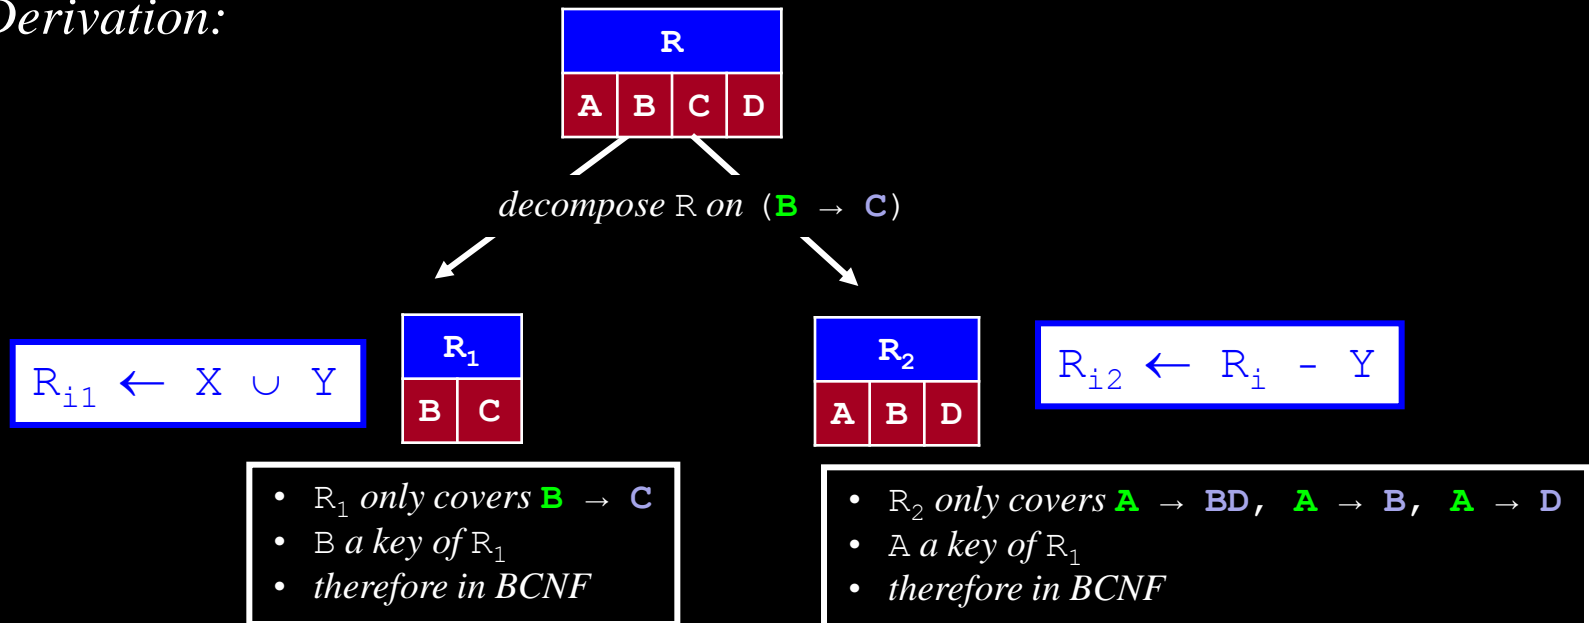 Derivation:
R
A B C D
decompose R on (B → C)
R₁
B C
R₂
A B D
Rᵢ₁ ← X ∪ Y
Rᵢ₂ ← Rᵢ - Y
• R₁ only covers B → C
• B a key of R₁
• therefore in BCNF
• R₂ only covers A → BD, A → B, A → D
• A a key of R₁
• therefore in BCNF